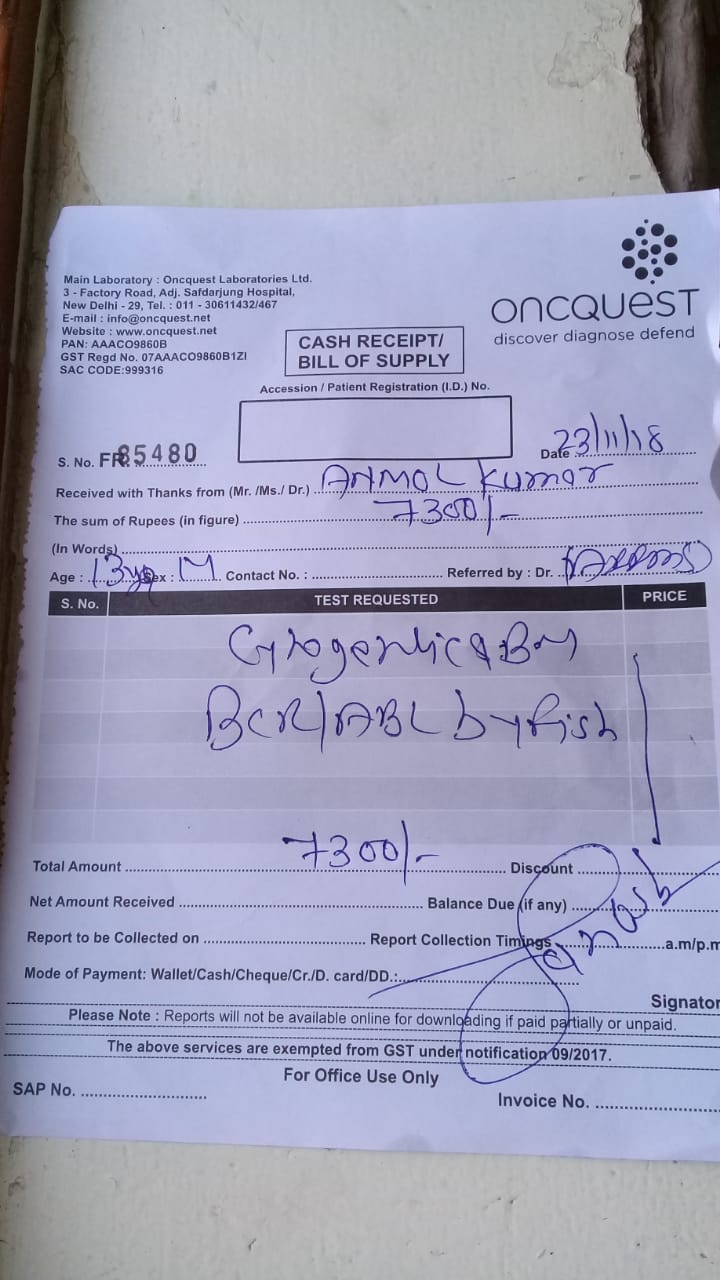 Main Laboratory : Oncquest Laboratories Ltd.
3 - Factory Road, Adj. Safdarjung Hospital,
New Delhi - 29, Tel. : 011 - 30611432/467
E-mail : info@oncquest.net
Website : www.oncquest.net
PAN: AAACO9860B
GST Regd No. 07AAACO9860B1ZI
SAC CODE:999316
oncquest
discover diagnose defend
CASH RECEIPT/
BILL OF SUPPLY
Accession / Patient Registration (I.D.) No.
S. No. FR 85480
Date 23/11/18
Received with Thanks from (Mr. /Ms./ Dr.) ANMOL Kumar
The sum of Rupees (in figure) 7300/-
(In Words)
Age : 13 Sex : M Contact No. : Referred by : Dr.
S. No. TEST REQUESTED PRICE
BCR/ABL by fish
Total Amount 7300/- Discount
Net Amount Received Balance Due (if any)
Report to be Collected on Report Collection Timings a.m/p.m
Mode of Payment: Wallet/Cash/Cheque/Cr./D. card/DD.:
Signator
Please Note : Reports will not be available online for downloading if paid partially or unpaid.
The above services are exempted from GST under notification 09/2017.
For Office Use Only
SAP No. Invoice No.